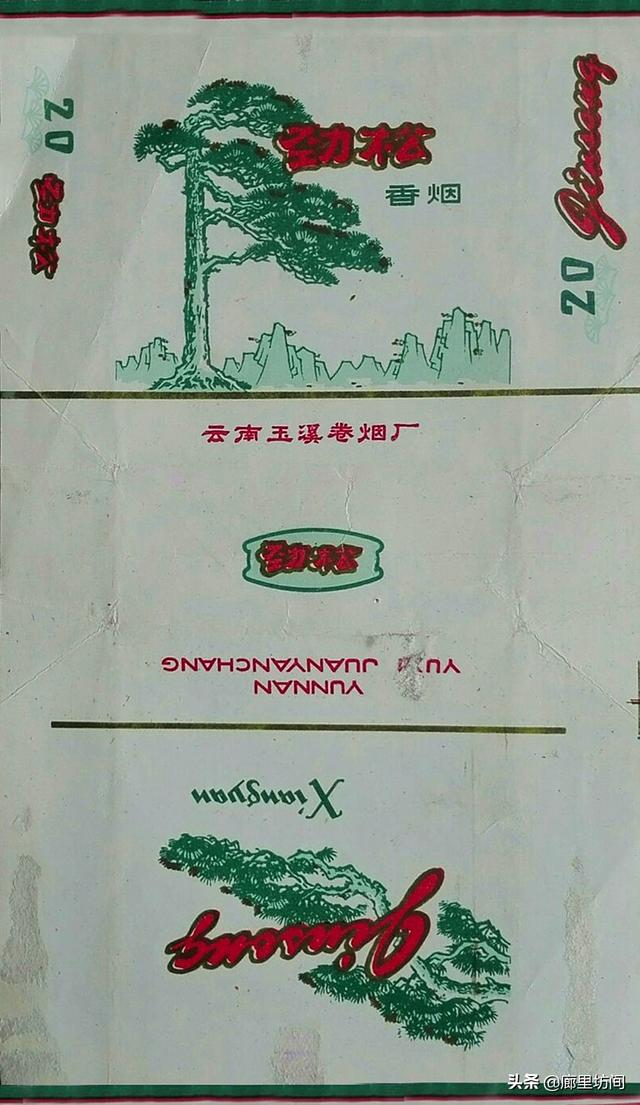 20
劲松
劲松
香烟
Jinsong
20
云南玉溪卷烟厂
劲松
YUNNAN
YUXI JUANYANCHANG
Xiangyan
Jinsong
头条 @廊里坊间